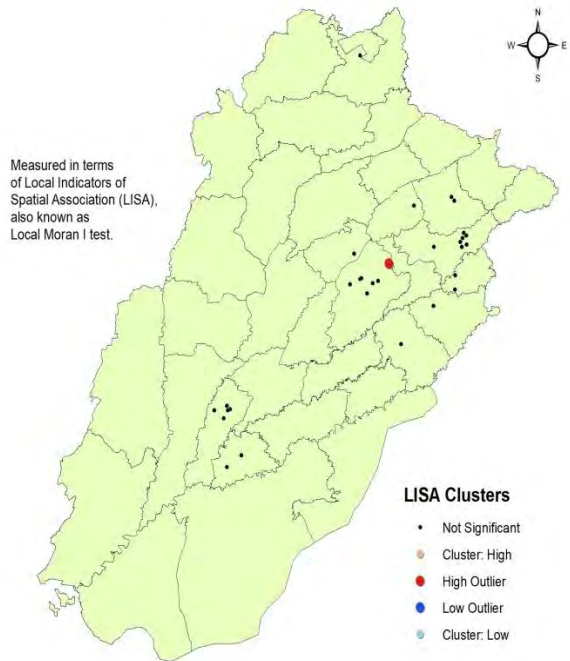 N
W E
S
Measured in terms
of Local Indicators of
Spatial Association (LISA),
also known as
Local Moran I test.
LISA Clusters
Not Significant
Cluster: High
High Outlier
Low Outlier
Cluster: Low